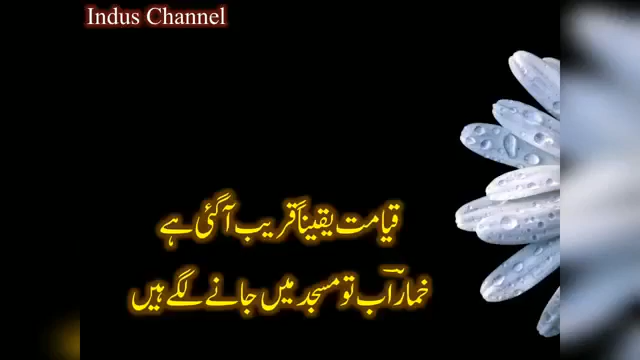 Indus Channel
قیامت یقیناً قریب آ گئی ہے
خمارؔ اب تو مسجد میں جانے لگے ہیں